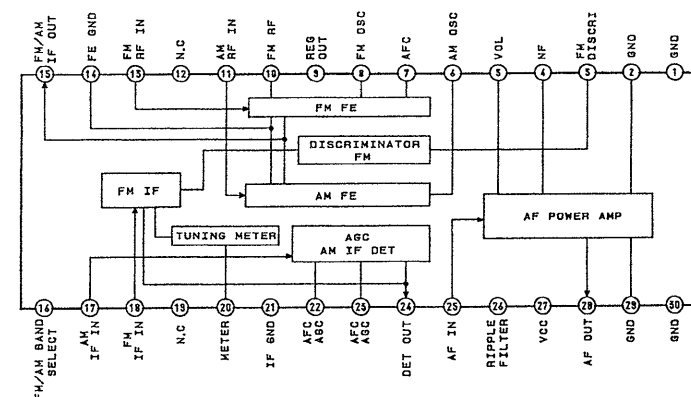 FM/AM
IF OUT
FE GND
FM
RF IN
N.C
AM
RF IN
FM RF
REG
OUT
FM OSC
AFC
AM OSC
VOL
NF
FM
DISCRI
GND
GND
15 14 13 12 11 10 9 8 7 6 5 4 3 2 1
FM FE
DISCRIMINATOR
FM
FM IF
AM FE
AF POWER AMP
TUNING METER
AGC
AM IF DET
16 17 18 19 20 21 22 23 24 25 26 27 28 29 30
FM/AM BAND
SELECT
AM
IF IN
FM
IF IN
N.C
METER
IF GND
AFC
AGC
AFC
AGC
DET OUT
AF IN
RIPPLE
FILTER
VCC
AF OUT
GND
GND